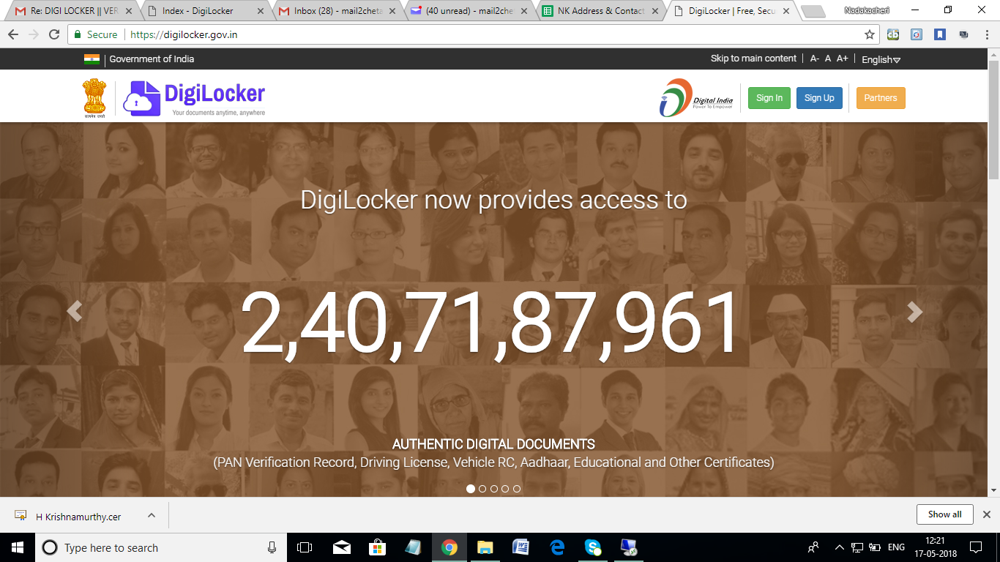 Re: DIGI LOCKER || VER
Index - DigiLocker
Inbox (28) - mail2cheta
(40 unread) - mail2che
NK Address & Contact
DigiLocker | Free, Secu
Nadakacheri
Secure
https://digilocker.gov.in
Government of India
Skip to main content
A- A A+
English
सत्यमेव जयते
DigiLocker
Your documents anytime, anywhere
Digital India
Power To Empower
Sign In
Sign Up
Partners
DigiLocker now provides access to
2,40,71,87,961
AUTHENTIC DIGITAL DOCUMENTS
(PAN Verification Record, Driving License, Vehicle RC, Aadhaar, Educational and Other Certificates)
H Krishnamurthy.cer
Show all
Type here to search
ENG
12:21
17-05-2018